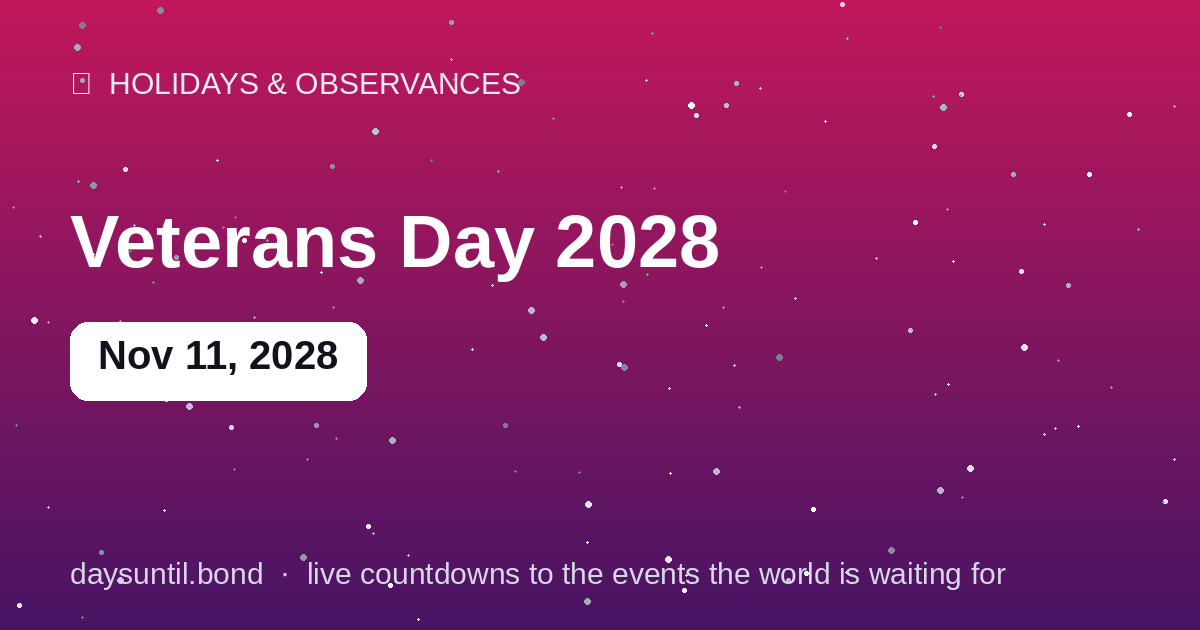 HOLIDAYS & OBSERVANCES
Veterans Day 2028
Nov 11, 2028
daysuntil.bond · live countdowns to the events the world is waiting for